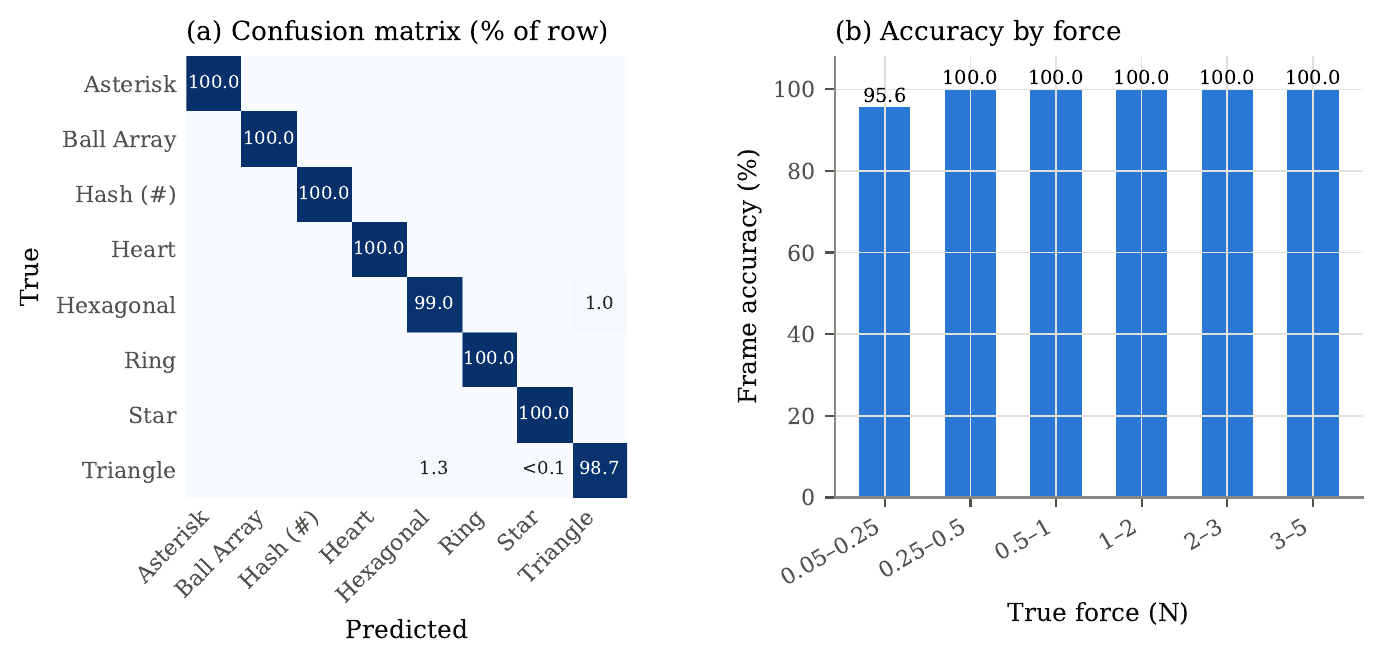 (a) Confusion matrix (% of row)
True
Asterisk
Ball Array
Hash (#)
Heart
Hexagonal
Ring
Star
Triangle
100.0
100.0
100.0
100.0
99.0 1.0
100.0
100.0
1.3 <0.1 98.7
Asterisk
Ball Array
Hash (#)
Heart
Hexagonal
Ring
Star
Triangle
Predicted
(b) Accuracy by force
Frame accuracy (%)
100
80
60
40
20
0
95.6 100.0 100.0 100.0 100.0 100.0
0.05–0.25
0.25–0.5
0.5–1
1–2
2–3
3–5
True force (N)